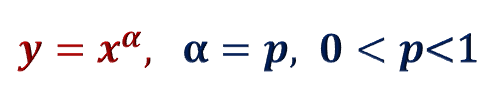 y = x^α, α = p, 0 < p<1